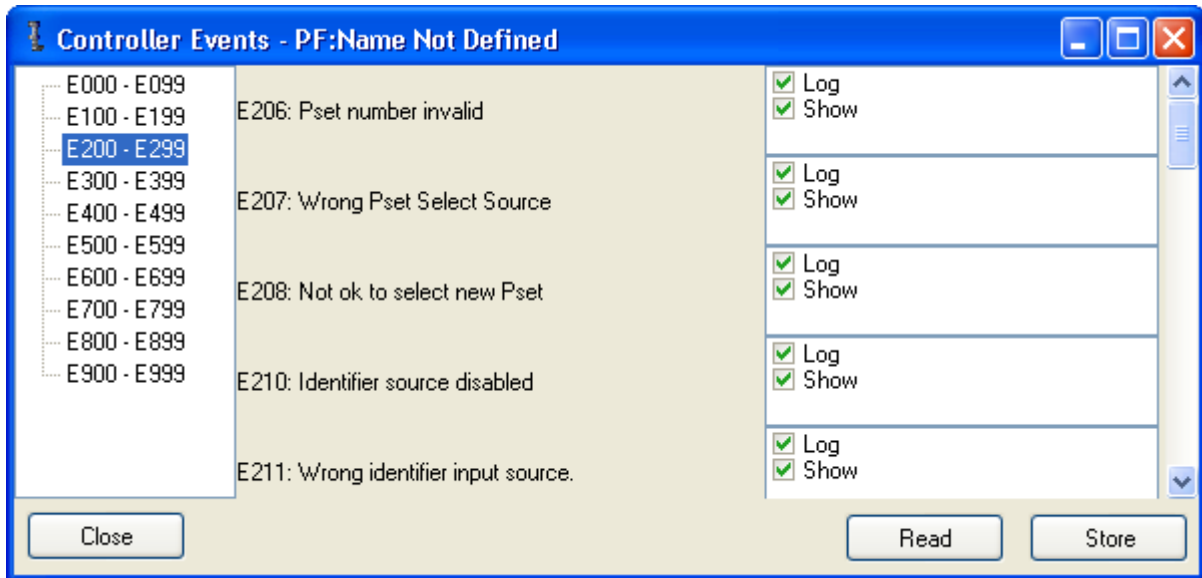 Controller Events - PF:Name Not Defined
E000 - E099
E100 - E199
E200 - E299
E300 - E399
E400 - E499
E500 - E599
E600 - E699
E700 - E799
E800 - E899
E900 - E999
E206: Pset number invalid
Log
Show
E207: Wrong Pset Select Source
Log
Show
E208: Not ok to select new Pset
Log
Show
E210: Identifier source disabled
Log
Show
E211: Wrong identifier input source.
Log
Show
Close
Read
Store